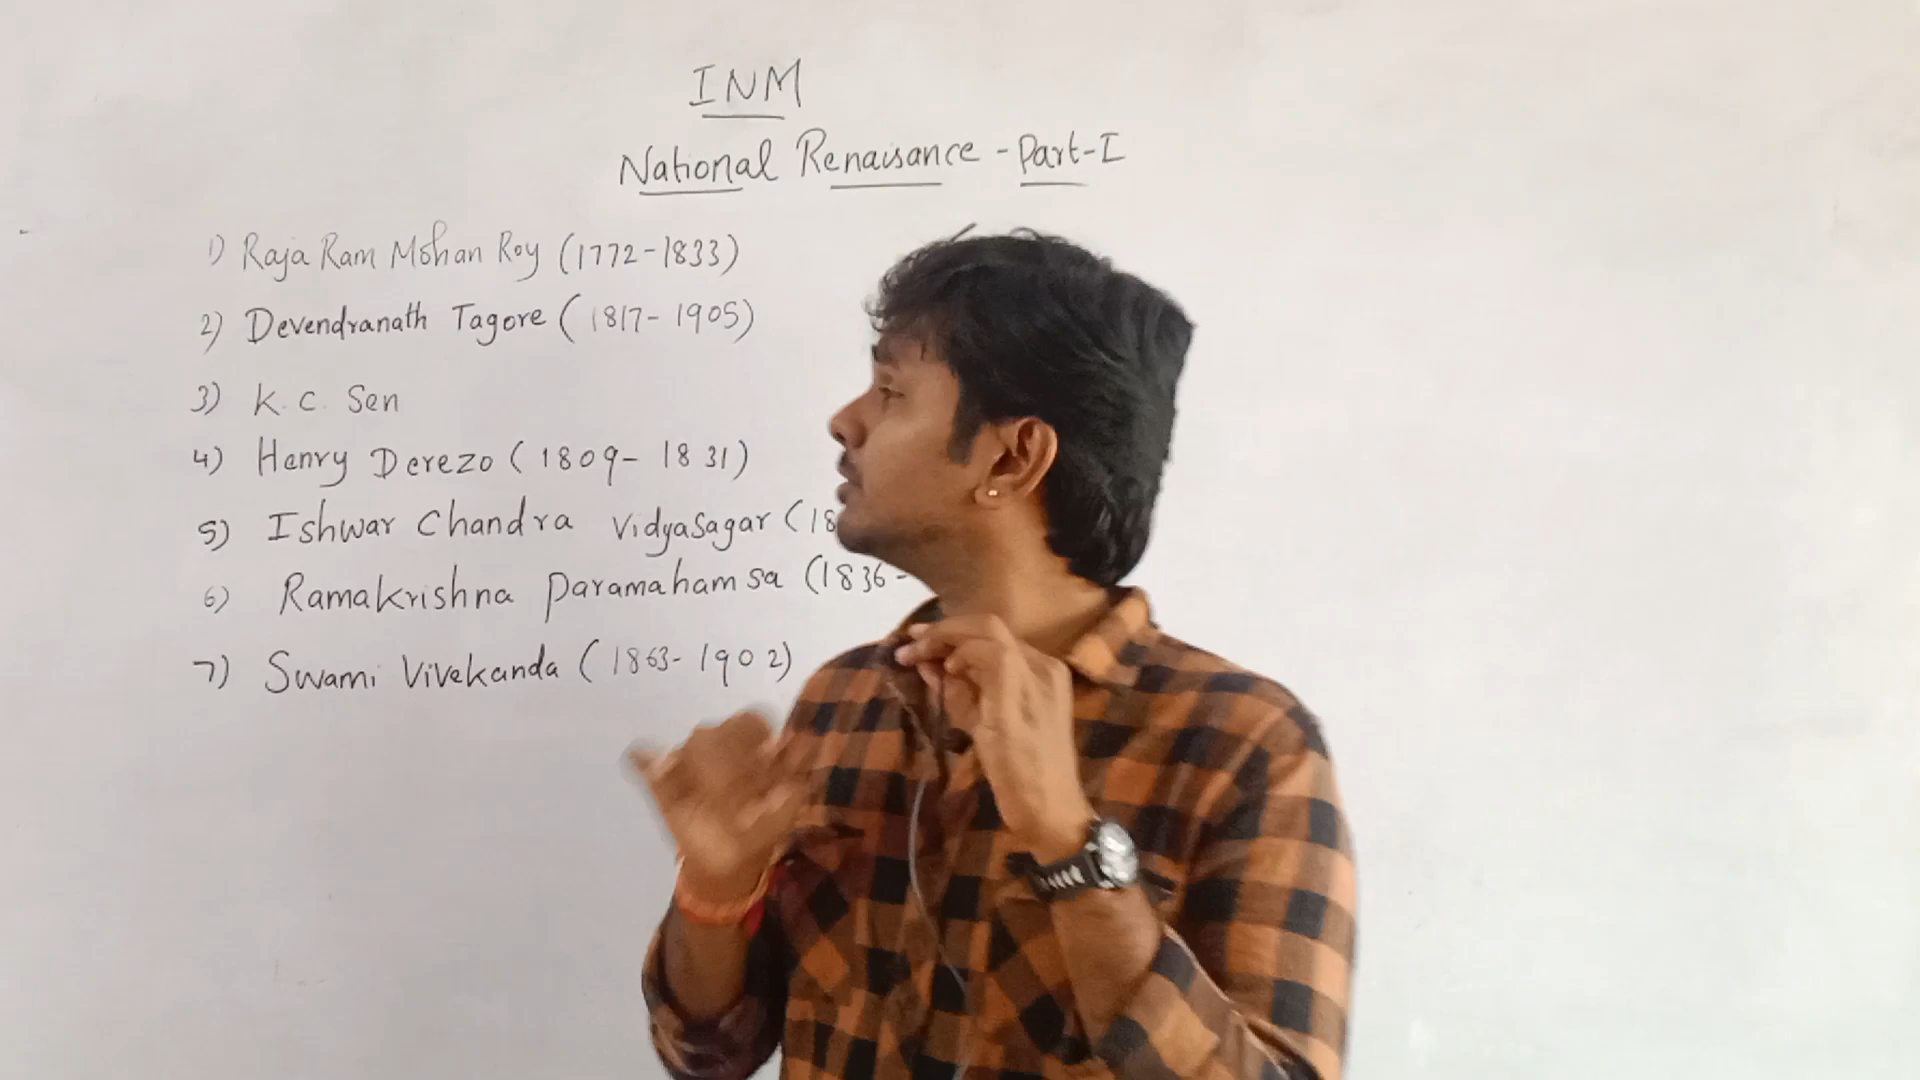 INM
National Renaisance - Part-I
1) Raja Ram Mohan Roy (1772-1833)
2) Devendranath Tagore (1817-1905)
3) K.C. Sen
4) Henry Derezo (1809-1831)
5) Ishwar Chandra Vidyasagar (18
6) Ramakrishna Paramahamsa (1836-
7) Swami Vivekanda (1863-1902)